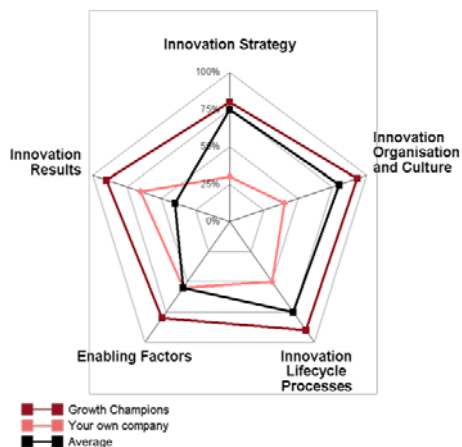 Innovation Strategy
100%
75%
50%
25%
0%
Innovation
Organisation
and Culture
Innovation
Results
Enabling Factors
Innovation
Lifecycle
Processes
Growth Champions
Your own company
Average